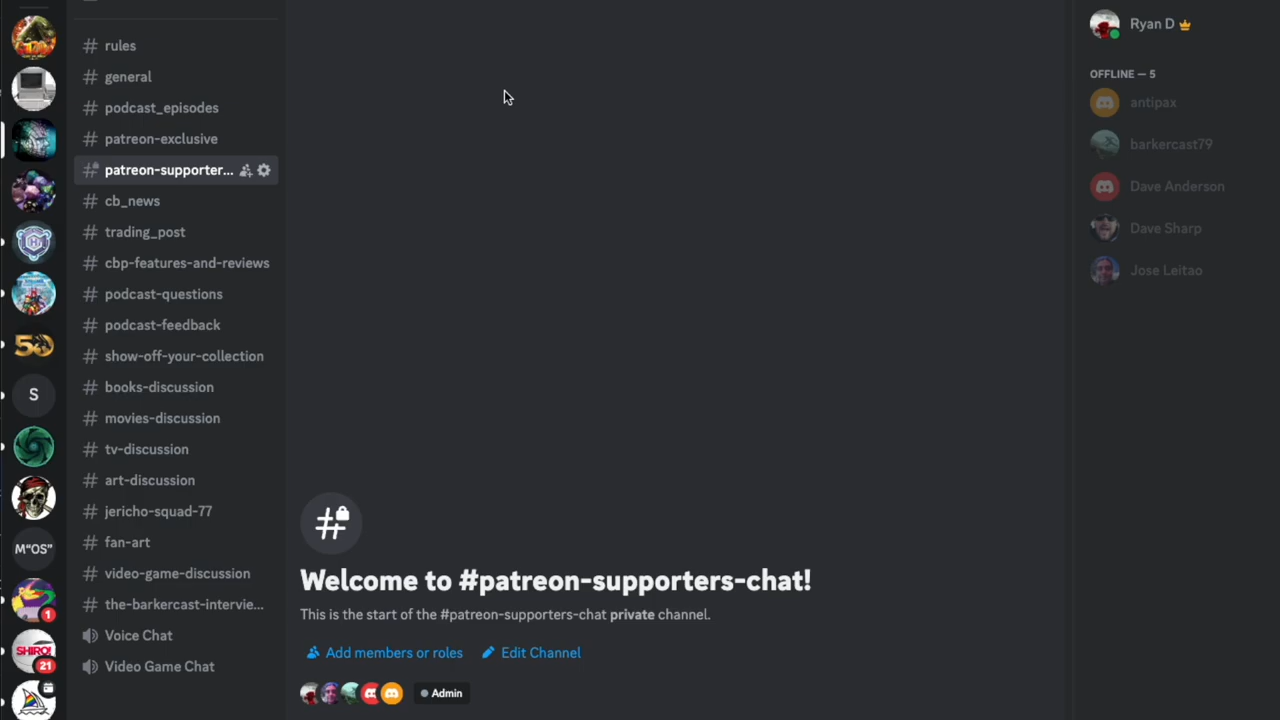 rules
general
podcast_episodes
patreon-exclusive
patreon-supporter...
cb_news
trading_post
cbp-features-and-reviews
podcast-questions
podcast-feedback
show-off-your-collection
books-discussion
movies-discussion
tv-discussion
art-discussion
jericho-squad-77
fan-art
video-game-discussion
the-barkercast-intervie...
Voice Chat
Video Game Chat
50
S
M"OS"
1
SHIRO!
21
Welcome to #patreon-supporters-chat!
This is the start of the #patreon-supporters-chat private channel.
Add members or roles
Edit Channel
Admin
Ryan D
OFFLINE — 5
antipax
barkercast79
Dave Anderson
Dave Sharp
Jose Leitao